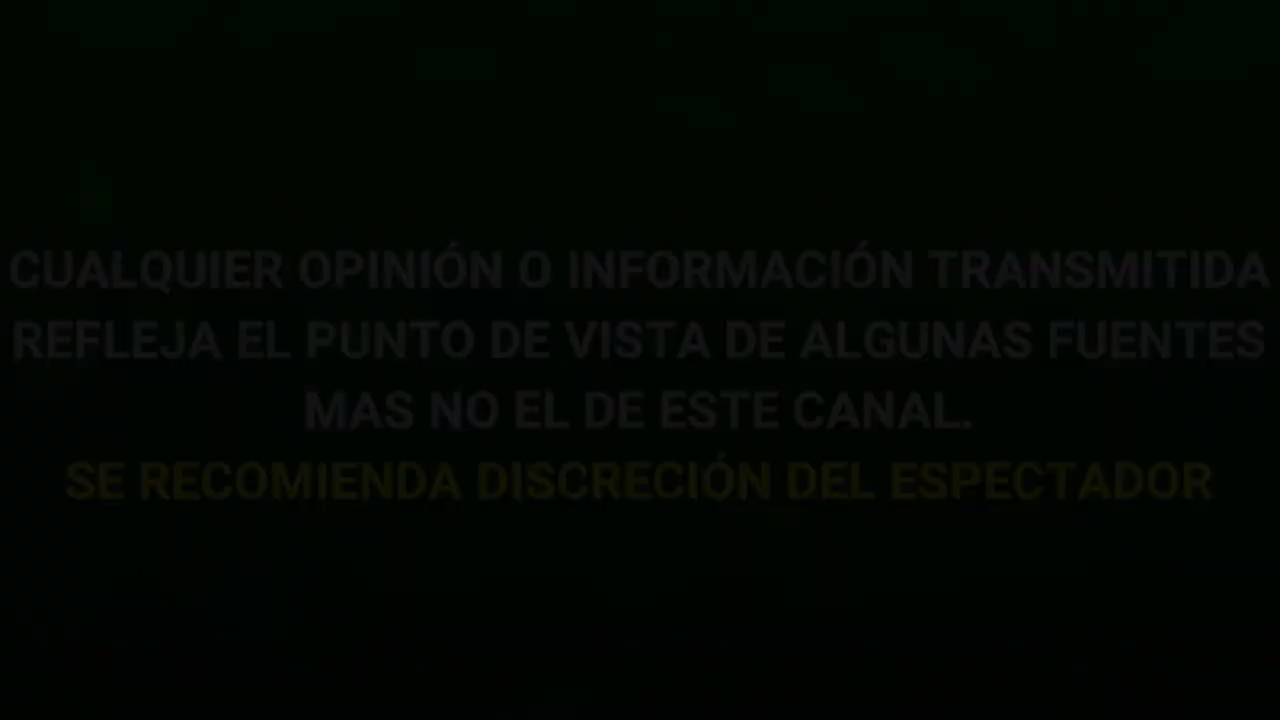 CUALQUIER OPINIÓN O INFORMACIÓN TRANSMITIDA
REFLEJA EL PUNTO DE VISTA DE ALGUNAS FUENTES
MAS NO EL DE ESTE CANAL.
SE RECOMIENDA DISCRECIÓN DEL ESPECTADOR